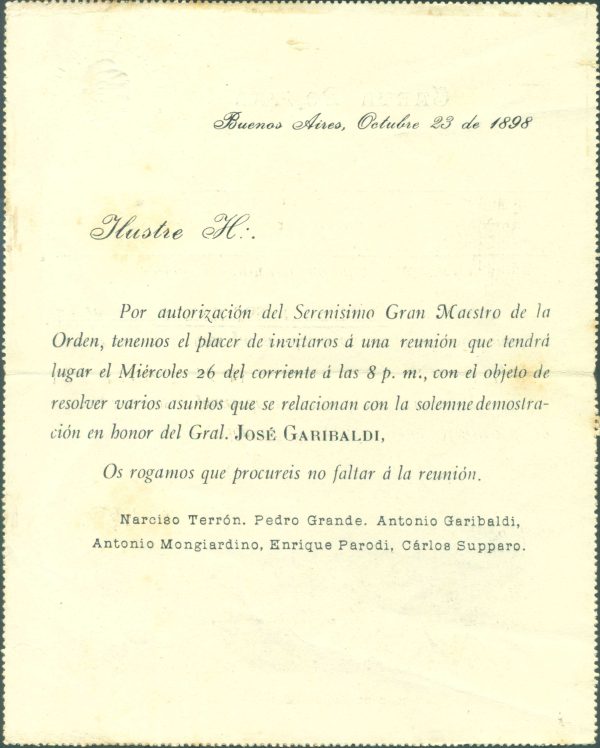 Buenos Aires, Octubre 23 de 1898
Ilustre H∴
Por autorización del Serenisimo Gran Maestro de la
Orden, tenemos el placer de invitaros á una reunión que tendrá
lugar el Miércoles 26 del corriente á las 8 p. m., con el objeto de
resolver varios asuntos que se relacionan con la solemne demostra-
ción en honor del Gral. JOSÉ GARIBALDI,
Os rogamos que procureis no faltar á la reunión.
Narciso Terrón. Pedro Grande. Antonio Garibaldi,
Antonio Mongiardino, Enrique Parodi, Cárlos Supparo.